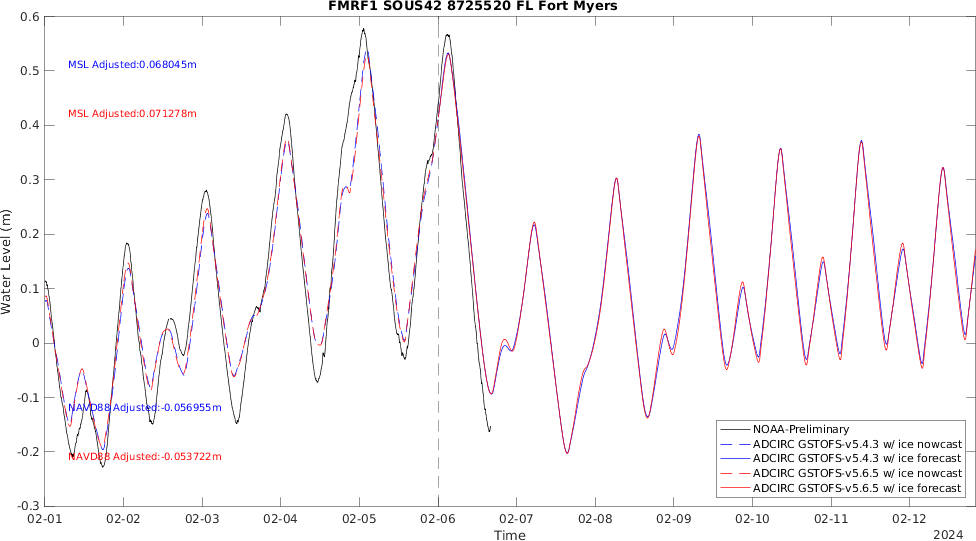 FMRF1 SOUS42 8725520 FL Fort Myers
0.6
0.5
0.4
0.3
0.2
0.1
0
-0.1
-0.2
-0.3
Water Level (m)
MSL Adjusted:0.068045m
MSL Adjusted:0.071278m
NAVD88 Adjusted:-0.056955m
NAVD88 Adjusted:-0.053722m
NOAA-Preliminary
ADCIRC GSTOFS-v5.4.3 w/ ice nowcast
ADCIRC GSTOFS-v5.4.3 w/ ice forecast
ADCIRC GSTOFS-v5.6.5 w/ ice nowcast
ADCIRC GSTOFS-v5.6.5 w/ ice forecast
02-01 02-02 02-03 02-04 02-05 02-06 02-07 02-08 02-09 02-10 02-11 02-12
Time
2024